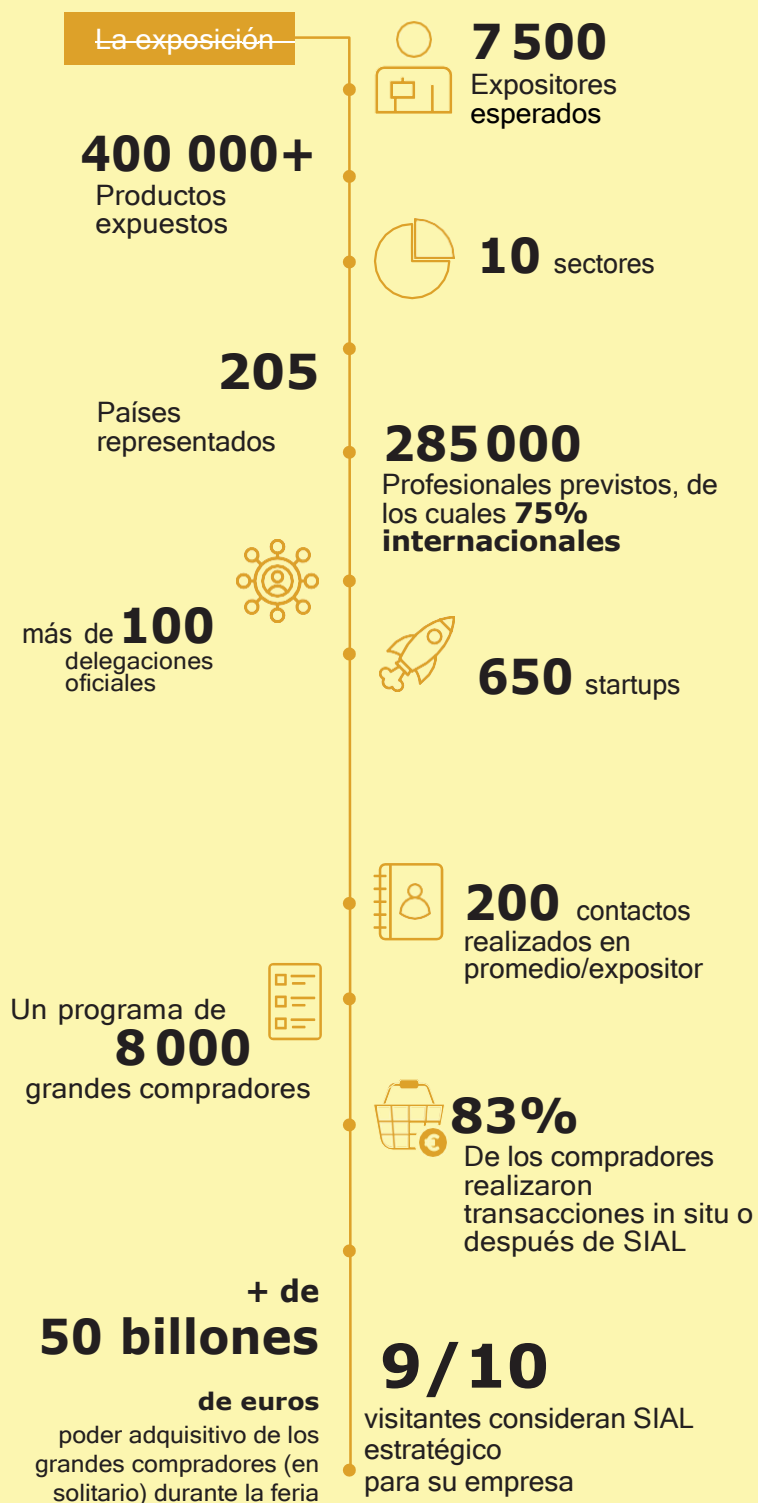 La exposición
7 500
Expositores
esperados
400 000+
Productos
expuestos
10 sectores
205
Países
representados
285 000
Profesionales previstos, de
los cuales 75%
internacionales
más de 100
delegaciones
oficiales
650 startups
200 contactos
realizados en
promedio/expositor
Un programa de
8 000
grandes compradores
83%
De los compradores
realizaron
transacciones in situ o
después de SIAL
+ de
50 billones
de euros
poder adquisitivo de los
grandes compradores (en
solitario) durante la feria
9/10
visitantes consideran SIAL
estratégico
para su empresa